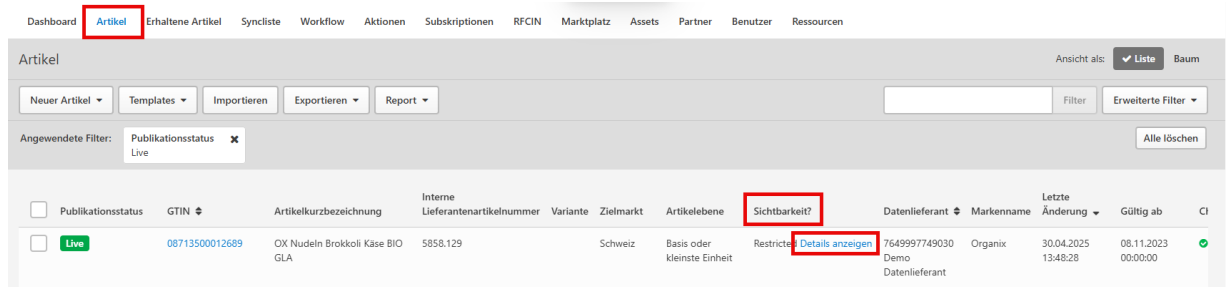 Dashboard Artikel Erhaltene Artikel Syncliste Workflow Aktionen Subskriptionen RFCIN Marktplatz Assets Partner Benutzer Ressourcen
Artikel Ansicht als: Liste Baum
Neuer Artikel Templates Importieren Exportieren Report Filter Erweiterte Filter
Angewendete Filter: Publikationsstatus Alle löschen
Live
Interne Letzte
Publikationsstatus GTIN Artikelkurzbezeichnung Lieferantenartikelnummer Variante Zielmarkt Artikelebene Sichtbarkeit? Datenlieferant Markenname Änderung Gültig ab
Live 08713500012689 OX Nudeln Brokkoli Käse BIO 5858.129 Schweiz Basis oder Restricted Details anzeigen 7649997749030 Organix 30.04.2025 08.11.2023
GLA kleinste Einheit Demo 13:48:28 00:00:00
Datenlieferant